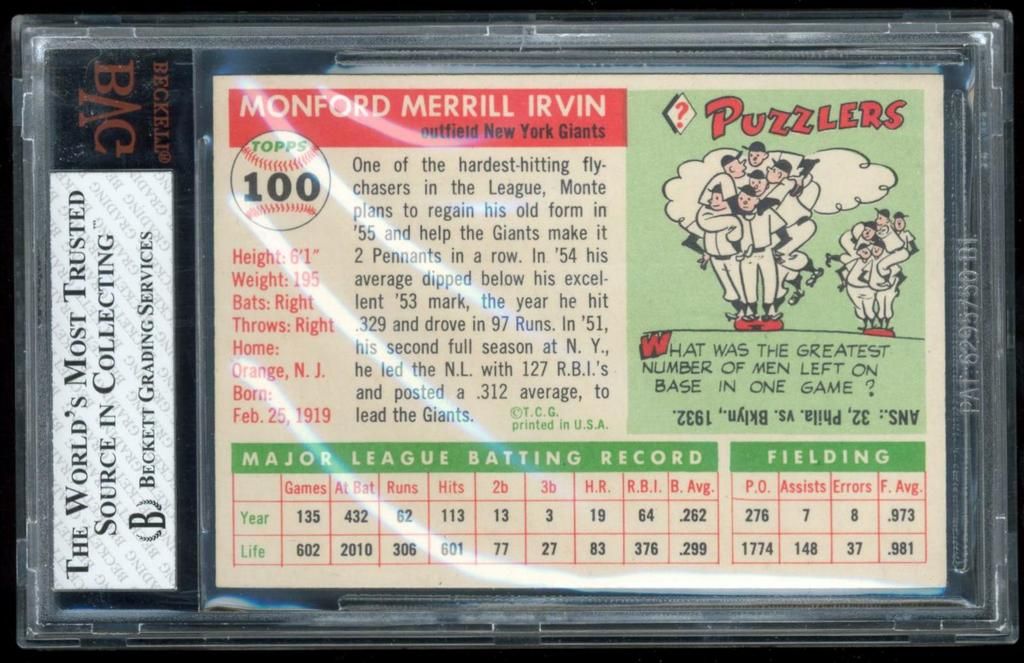 BECKETT®
BVG
THE WORLD'S MOST TRUSTED
SOURCE IN COLLECTING™
B BECKETT GRADING SERVICES
MONFORD MERRILL IRVIN
outfield New York Giants
TOPPS
100
Height: 6'1"
Weight: 195
Bats: Right
Throws: Right
Home:
Orange, N. J.
Born:
Feb. 25, 1919
One of the hardest-hitting fly-
chasers in the League, Monte
plans to regain his old form in
'55 and help the Giants make it
2 Pennants in a row. In '54 his
average dipped below his excel-
lent '53 mark, the year he hit
.329 and drove in 97 Runs. In '51,
his second full season at N. Y.,
he led the N.L. with 127 R.B.I.'s
and posted a .312 average, to
lead the Giants.
©T.C.G.
printed in U.S.A.
? PUZZLERS
WHAT WAS THE GREATEST
NUMBER OF MEN LEFT ON
BASE IN ONE GAME?
ANS.: 32, Phila vs. Bklyn., 1932.
MAJOR LEAGUE BATTING RECORD
Games At Bat Runs Hits 2b 3b H.R. R.B.I. B. Avg.
Year 135 432 62 113 13 3 19 64 .262
Life 602 2010 306 601 77 27 83 376 .299
FIELDING
P.O. Assists Errors F. Avg.
276 7 8 .973
1774 148 37 .981